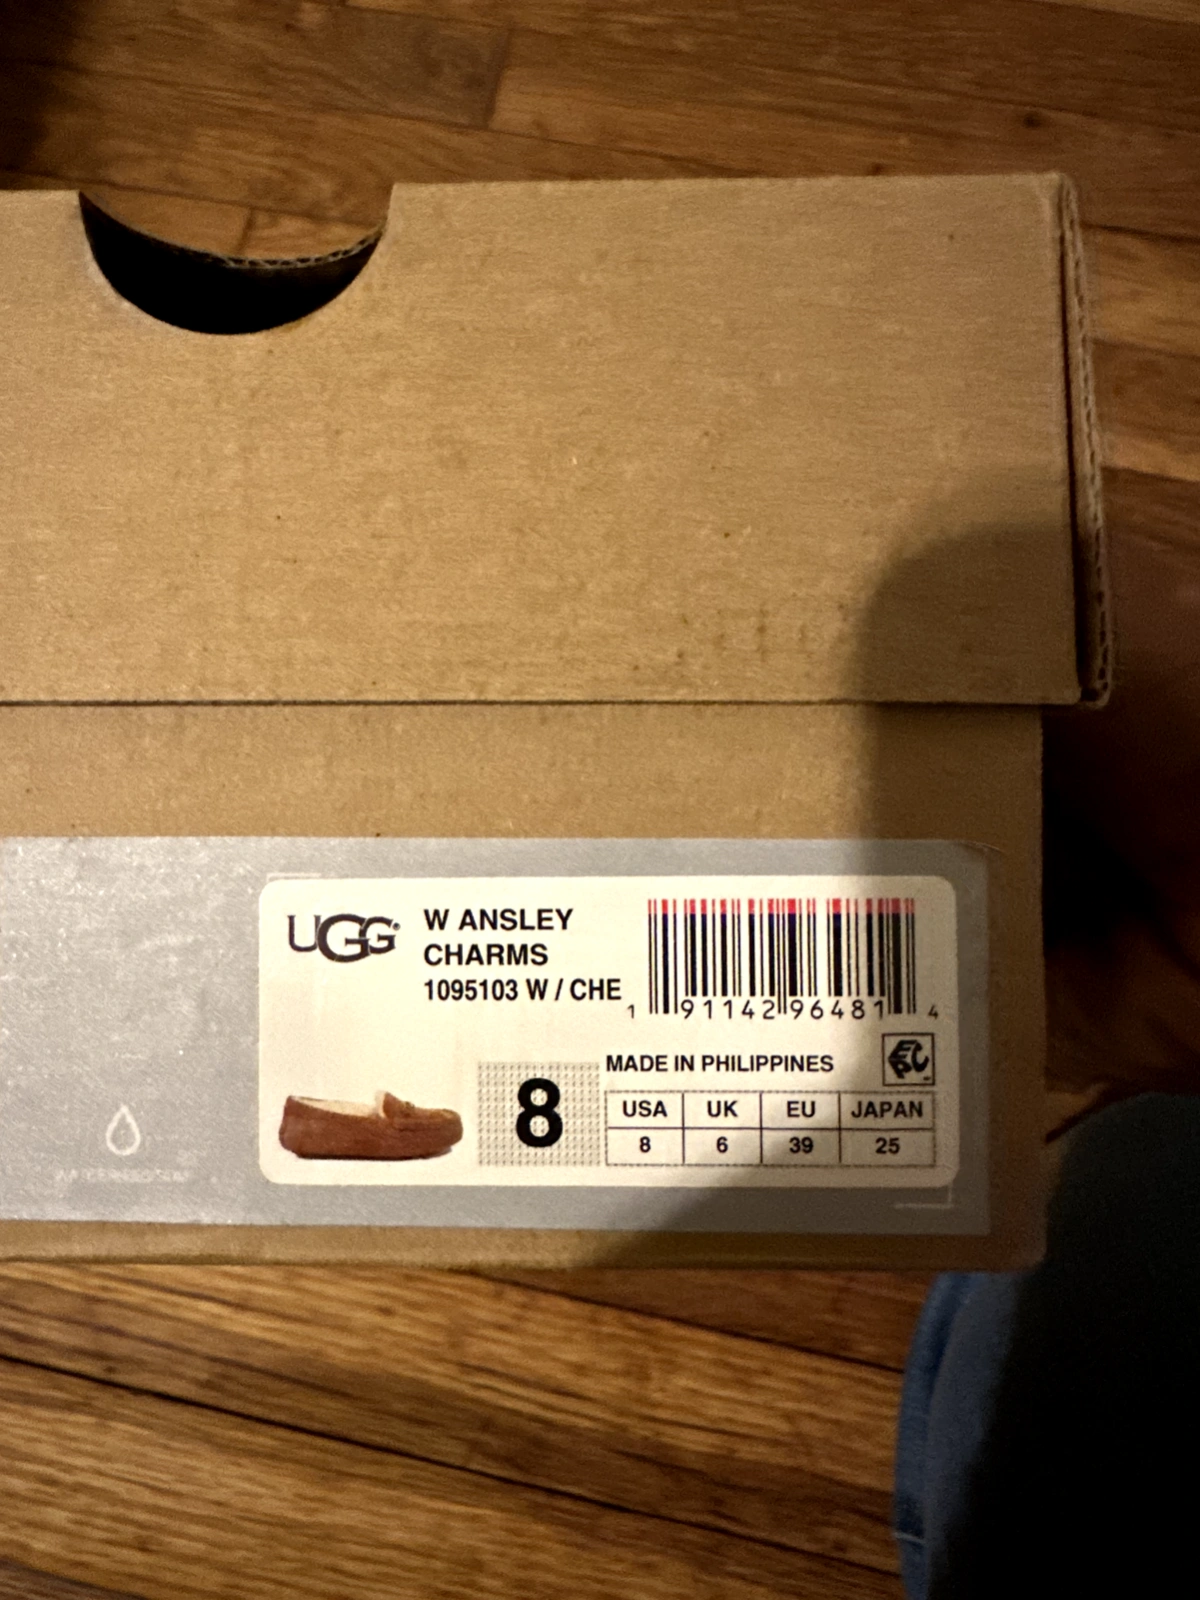 UGG®
W ANSLEY
CHARMS
1095103 W / CHE
1 91142 96481 4
MADE IN PHILIPPINES
8
USA UK EU JAPAN
8 6 39 25